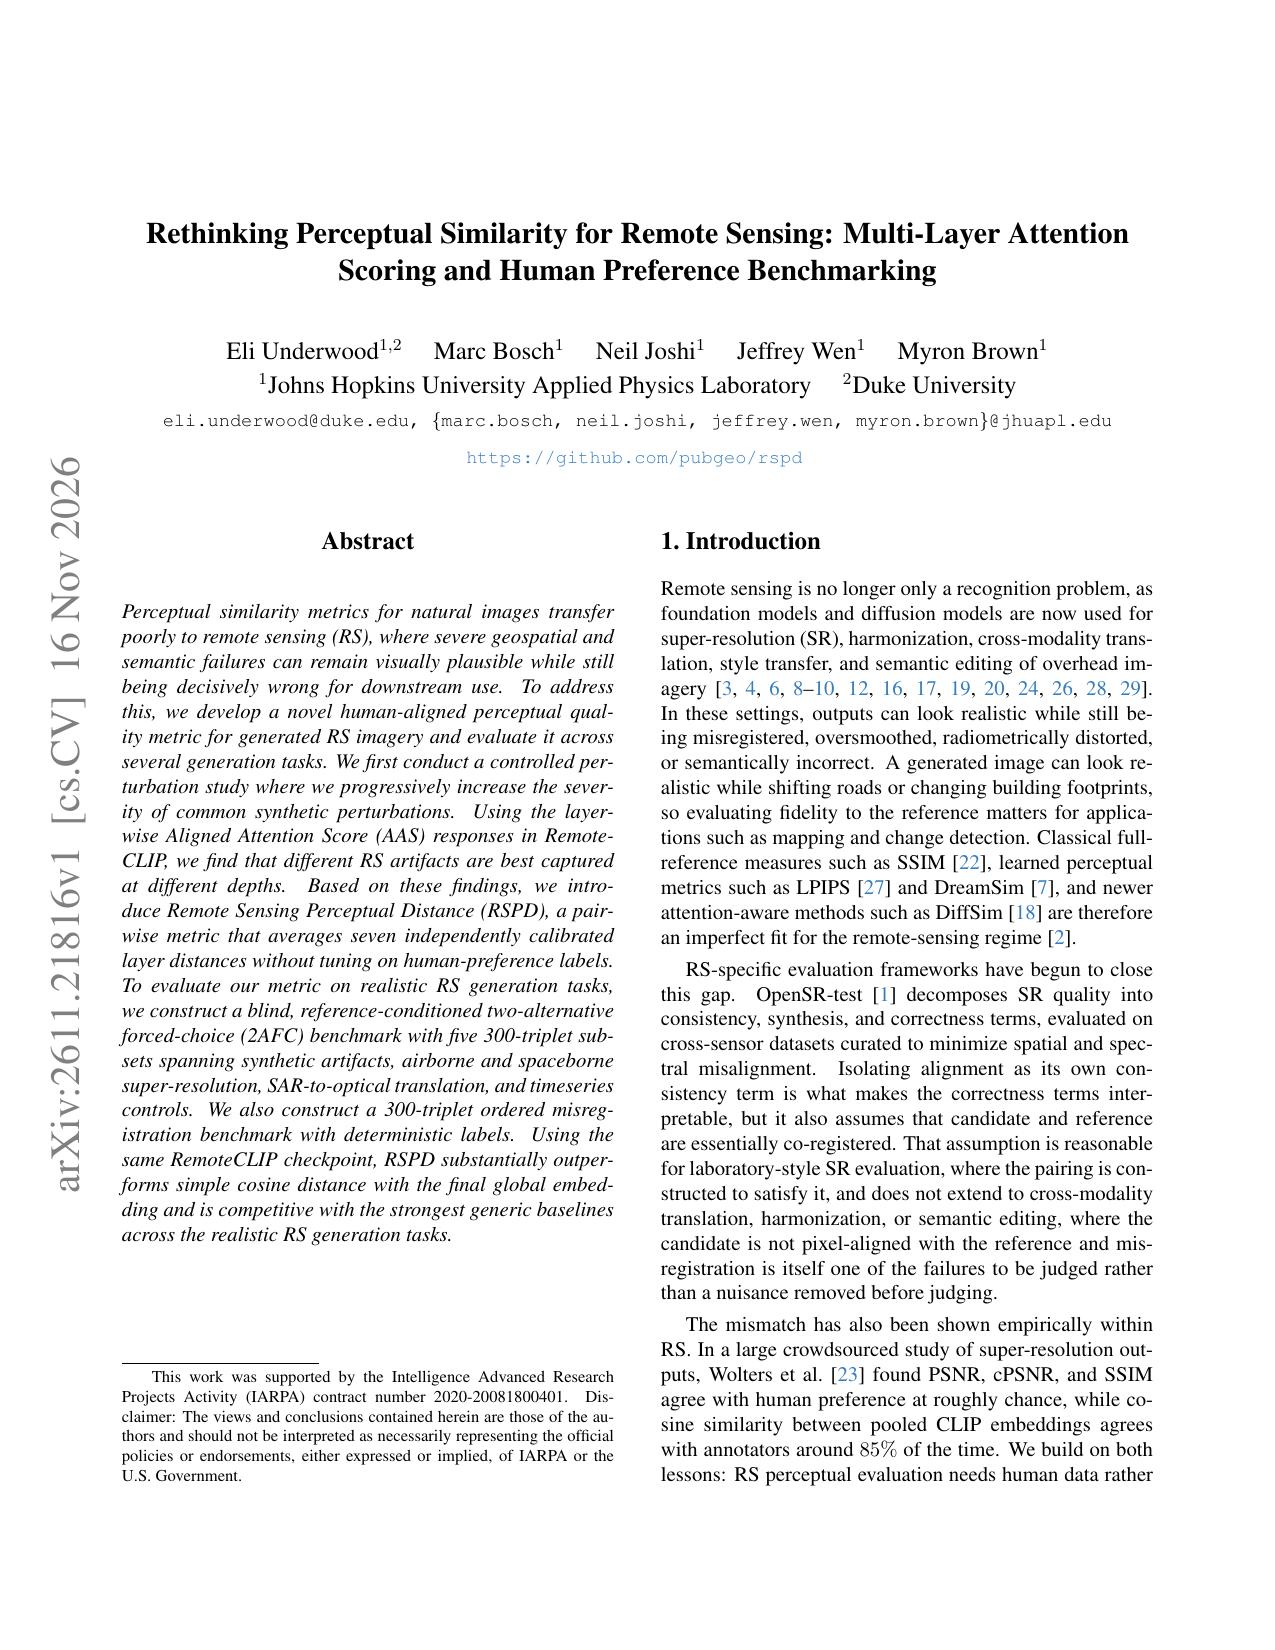 Rethinking Perceptual Similarity for Remote Sensing: Multi-Layer Attention
Scoring and Human Preference Benchmarking
Eli Underwood1,2 Marc Bosch1 Neil Joshi1 Jeffrey Wen1 Myron Brown1
1Johns Hopkins University Applied Physics Laboratory 2Duke University
eli.underwood@duke.edu, {marc.bosch, neil.joshi, jeffrey.wen, myron.brown}@jhuapl.edu
https://github.com/pubgeo/rspd
arXiv:2611.21816v1 [cs.CV] 16 Nov 2026
Abstract
Perceptual similarity metrics for natural images transfer
poorly to remote sensing (RS), where severe geospatial and
semantic failures can remain visually plausible while still
being decisively wrong for downstream use. To address
this, we develop a novel human-aligned perceptual qual-
ity metric for generated RS imagery and evaluate it across
several generation tasks. We first conduct a controlled per-
turbation study where we progressively increase the sever-
ity of common synthetic perturbations. Using the layer-
wise Aligned Attention Score (AAS) responses in Remote-
CLIP, we find that different RS artifacts are best captured
at different depths. Based on these findings, we intro-
duce Remote Sensing Perceptual Distance (RSPD), a pair-
wise metric that averages seven independently calibrated
layer distances without tuning on human-preference labels.
To evaluate our metric on realistic RS generation tasks,
we construct a blind, reference-conditioned two-alternative
forced-choice (2AFC) benchmark with five 300-triplet sub-
sets spanning synthetic artifacts, airborne and spaceborne
super-resolution, SAR-to-optical translation, and timeseries
controls. We also construct a 300-triplet ordered misreg-
istration benchmark with deterministic labels. Using the
same RemoteCLIP checkpoint, RSPD substantially outper-
forms simple cosine distance with the final global embed-
ding and is competitive with the strongest generic baselines
across the realistic RS generation tasks.
This work was supported by the Intelligence Advanced Research
Projects Activity (IARPA) contract number 2020-20081800401. Dis-
claimer: The views and conclusions contained herein are those of the au-
thors and should not be interpreted as necessarily representing the official
policies or endorsements, either expressed or implied, of IARPA or the
U.S. Government.
1. Introduction
Remote sensing is no longer only a recognition problem, as
foundation models and diffusion models are now used for
super-resolution (SR), harmonization, cross-modality trans-
lation, style transfer, and semantic editing of overhead im-
agery [3, 4, 6, 8–10, 12, 16, 17, 19, 20, 24, 26, 28, 29].
In these settings, outputs can look realistic while still be-
ing misregistered, oversmoothed, radiometrically distorted,
or semantically incorrect. A generated image can look re-
alistic while shifting roads or changing building footprints,
so evaluating fidelity to the reference matters for applica-
tions such as mapping and change detection. Classical full-
reference measures such as SSIM [22], learned perceptual
metrics such as LPIPS [27] and DreamSim [7], and newer
attention-aware methods such as DiffSim [18] are therefore
an imperfect fit for the remote-sensing regime [2].
RS-specific evaluation frameworks have begun to close
this gap. OpenSR-test [1] decomposes SR quality into
consistency, synthesis, and correctness terms, evaluated on
cross-sensor datasets curated to minimize spatial and spec-
tral misalignment. Isolating alignment as its own con-
sistency term is what makes the correctness terms inter-
pretable, but it also assumes that candidate and reference
are essentially co-registered. That assumption is reasonable
for laboratory-style SR evaluation, where the pairing is con-
structed to satisfy it, and does not extend to cross-modality
translation, harmonization, or semantic editing, where the
candidate is not pixel-aligned with the reference and mis-
registration is itself one of the failures to be judged rather
than a nuisance removed before judging.
The mismatch has also been shown empirically within
RS. In a large crowdsourced study of super-resolution out-
puts, Wolters et al. [23] found PSNR, cPSNR, and SSIM
agree with human preference at roughly chance, while co-
sine similarity between pooled CLIP embeddings agrees
with annotators around 85% of the time. We build on both
lessons: RS perceptual evaluation needs human data rather